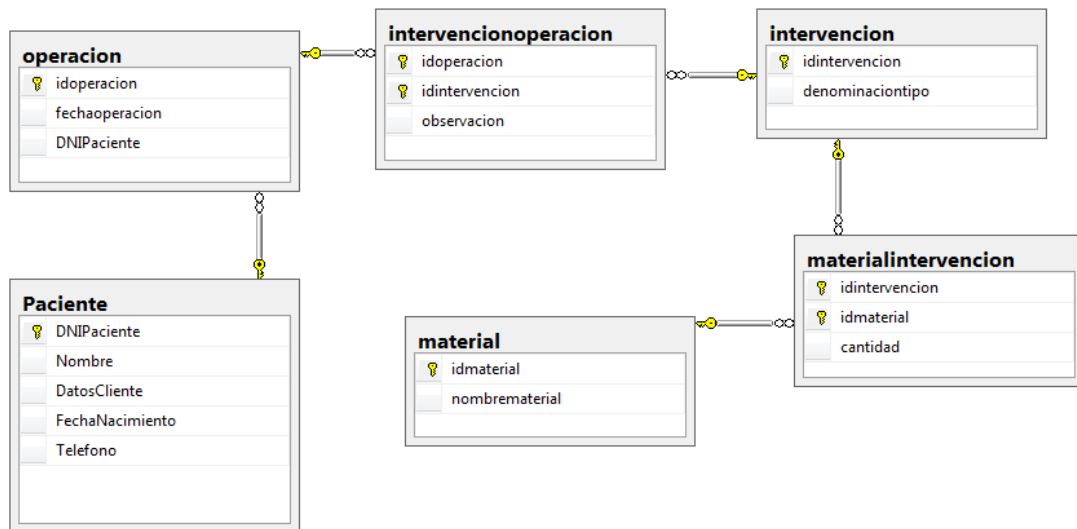 operacion
idoperacion
fechaoperacion
DNIPaciente
intervencionoperacion
idoperacion
idintervencion
observacion
intervencion
idintervencion
denominaciontipo
Paciente
DNIPaciente
Nombre
DatosCliente
FechaNacimiento
Telefono
material
idmaterial
nombrematerial
materialintervencion
idintervencion
idmaterial
cantidad